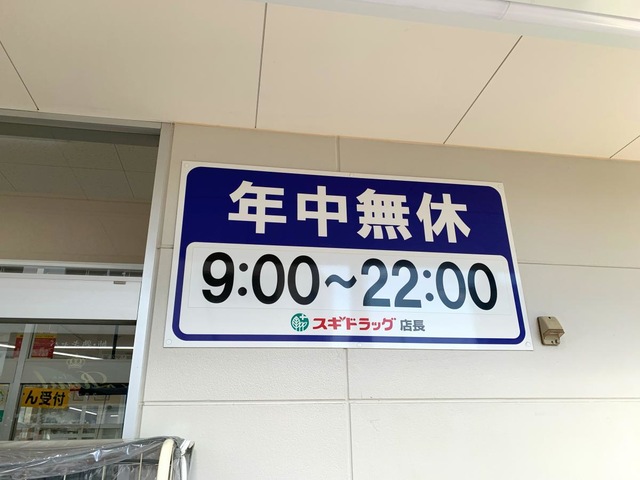 年中無休
9:00～22:00
スギドラッグ 店長
ん受付